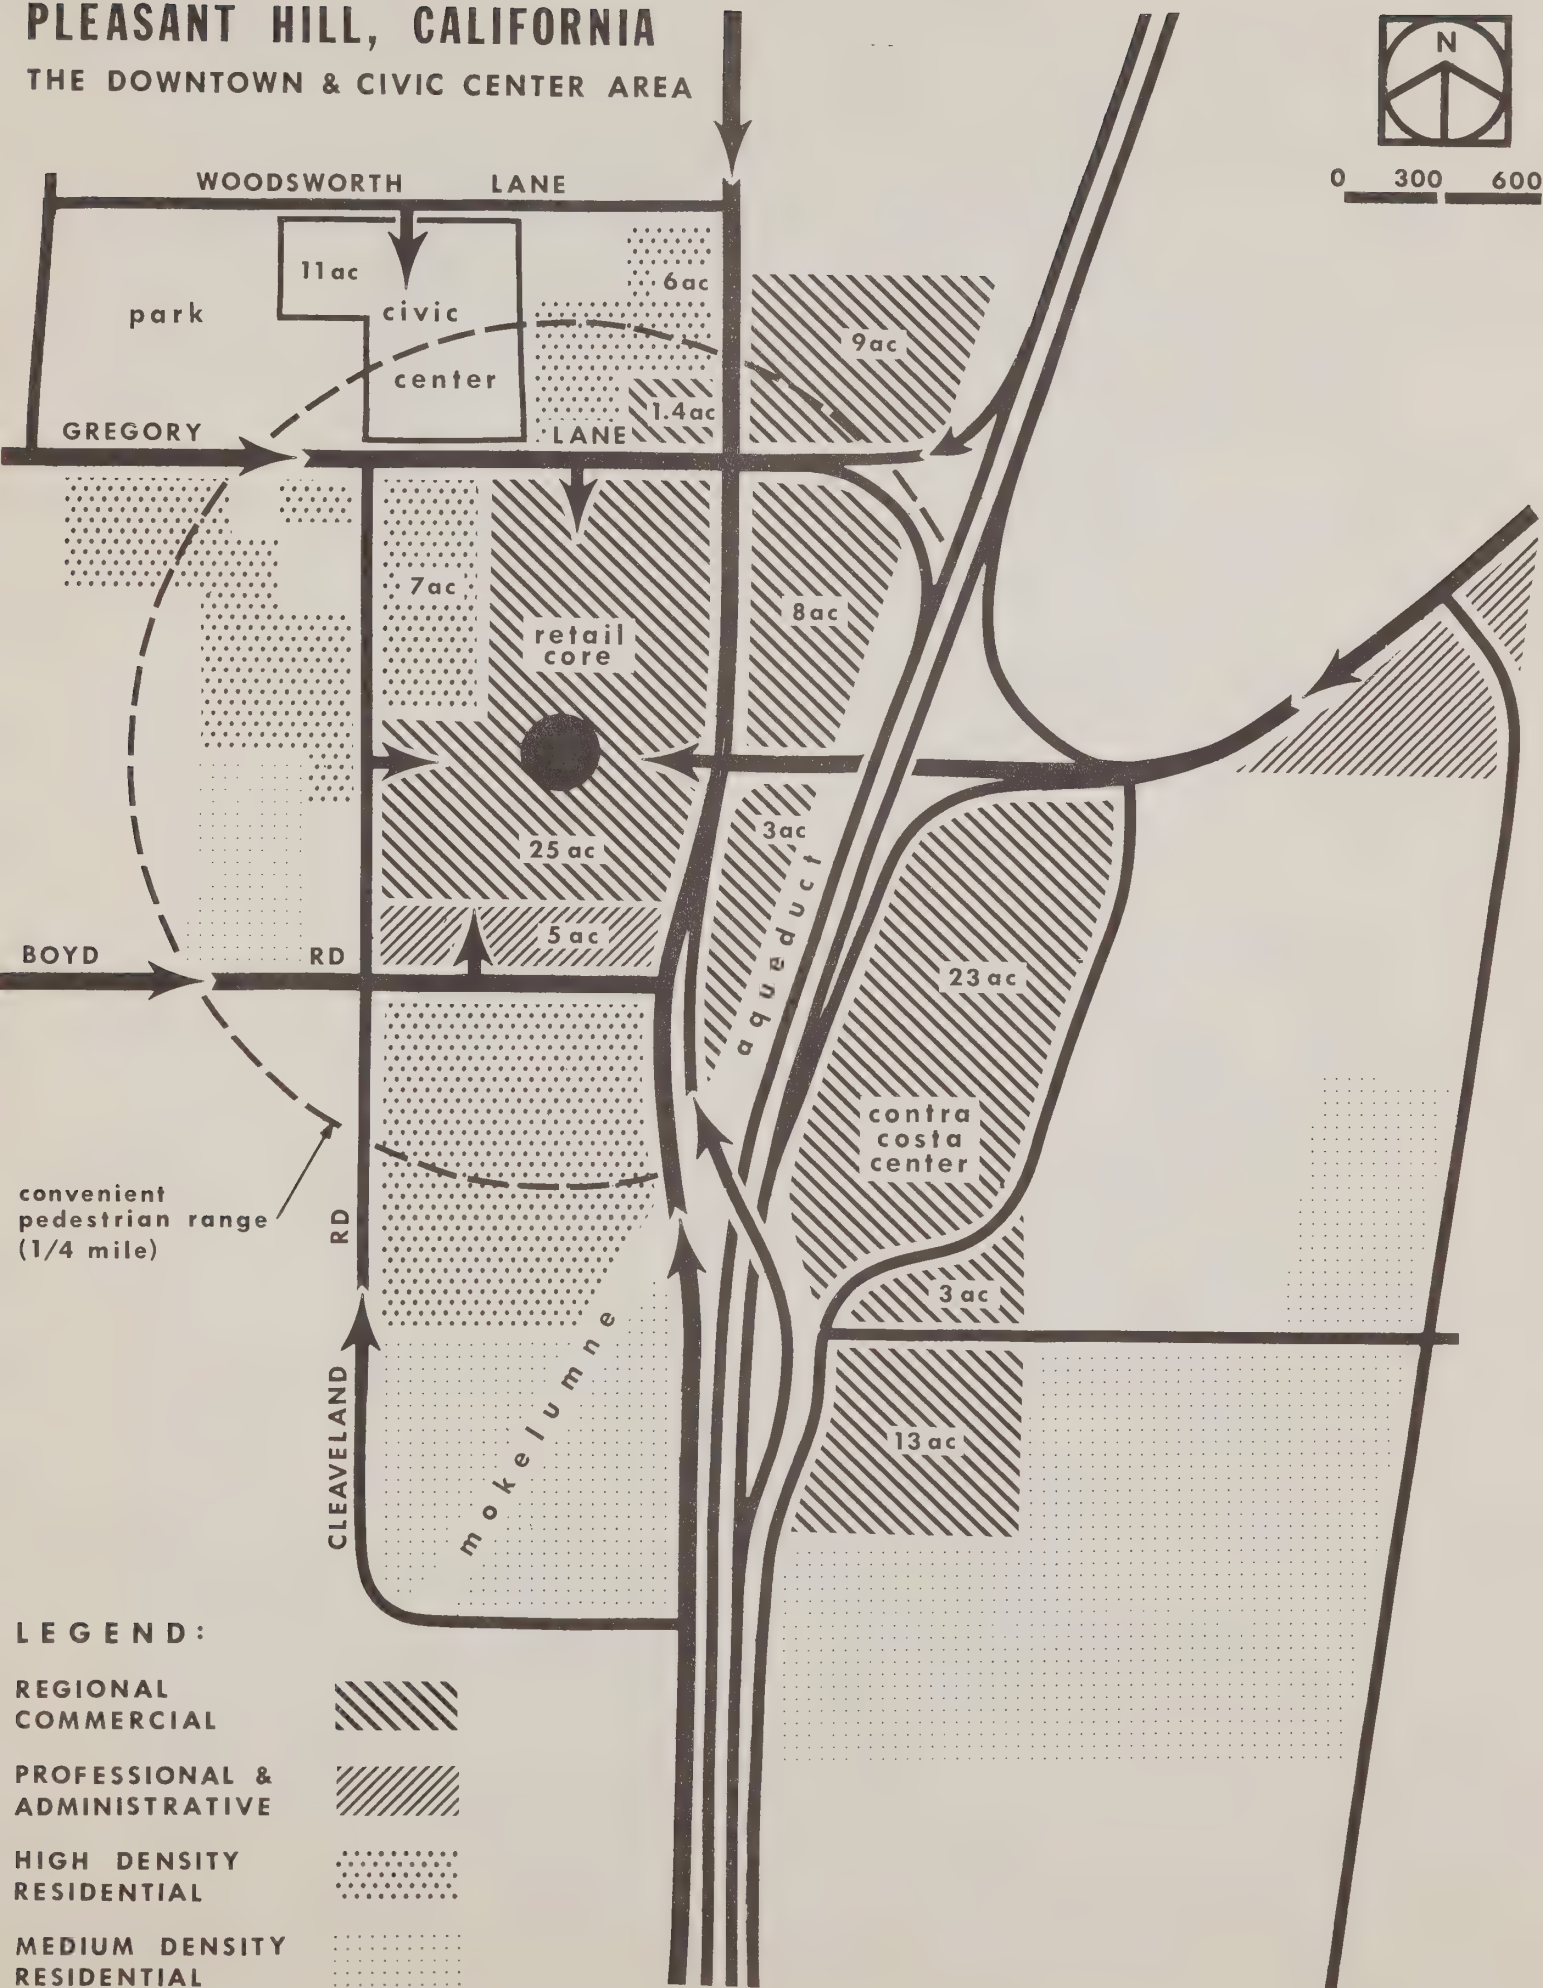 PLEASANT HILL, CALIFORNIA
THE DOWNTOWN & CIVIC CENTER AREA
N
0 300 600
WOODSWORTH LANE
11 ac
park
civic
center
6ac
9ac
1.4ac
GREGORY
LANE
7ac
retail
core
8ac
25 ac
3ac
aqueduct
5 ac
BOYD
RD
23 ac
contra
costa
center
convenient
pedestrian range
(1/4 mile)
RD
3 ac
mokelumne
CLEAVELAND
13 ac
LEGEND:
REGIONAL
COMMERCIAL
PROFESSIONAL &
ADMINISTRATIVE
HIGH DENSITY
RESIDENTIAL
MEDIUM DENSITY
RESIDENTIAL